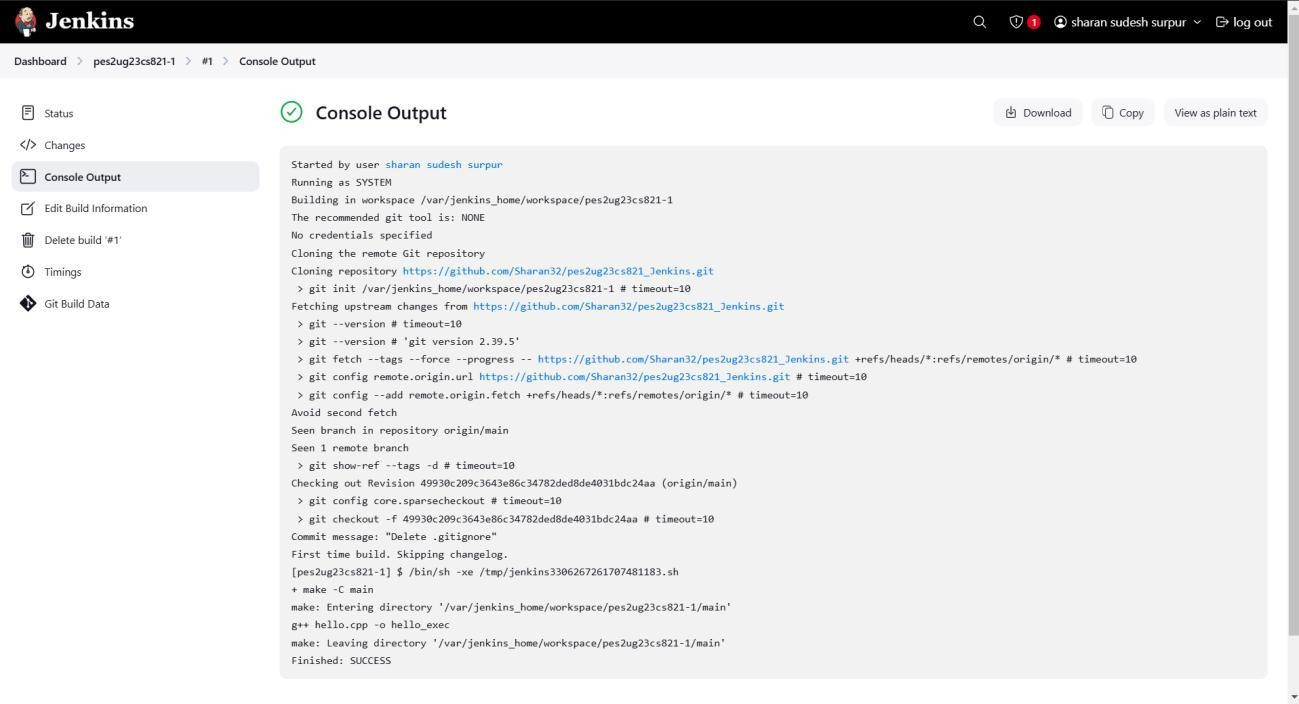 Jenkins
1
sharan sudesh surpur
log out
Dashboard > pes2ug23cs821-1 > #1 > Console Output
Status
Changes
Console Output
Edit Build Information
Delete build '#1'
Timings
Git Build Data
Console Output
Download
Copy
View as plain text
Started by user sharan sudesh surpur
Running as SYSTEM
Building in workspace /var/jenkins_home/workspace/pes2ug23cs821-1
The recommended git tool is: NONE
No credentials specified
Cloning the remote Git repository
Cloning repository https://github.com/Sharan32/pes2ug23cs821_Jenkins.git
 > git init /var/jenkins_home/workspace/pes2ug23cs821-1 # timeout=10
Fetching upstream changes from https://github.com/Sharan32/pes2ug23cs821_Jenkins.git
 > git --version # timeout=10
 > git --version # 'git version 2.39.5'
 > git fetch --tags --force --progress -- https://github.com/Sharan32/pes2ug23cs821_Jenkins.git +refs/heads/*:refs/remotes/origin/* # timeout=10
 > git config remote.origin.url https://github.com/Sharan32/pes2ug23cs821_Jenkins.git # timeout=10
 > git config --add remote.origin.fetch +refs/heads/*:refs/remotes/origin/* # timeout=10
Avoid second fetch
Seen branch in repository origin/main
Seen 1 remote branch
 > git show-ref --tags -d # timeout=10
Checking out Revision 49930c209c3643e86c34782ded8de4031bdc24aa (origin/main)
 > git config core.sparsecheckout # timeout=10
 > git checkout -f 49930c209c3643e86c34782ded8de4031bdc24aa # timeout=10
Commit message: "Delete .gitignore"
First time build. Skipping changelog.
[pes2ug23cs821-1] $ /bin/sh -xe /tmp/jenkins3306267261707481183.sh
+ make -C main
make: Entering directory '/var/jenkins_home/workspace/pes2ug23cs821-1/main'
g++ hello.cpp -o hello_exec
make: Leaving directory '/var/jenkins_home/workspace/pes2ug23cs821-1/main'
Finished: SUCCESS